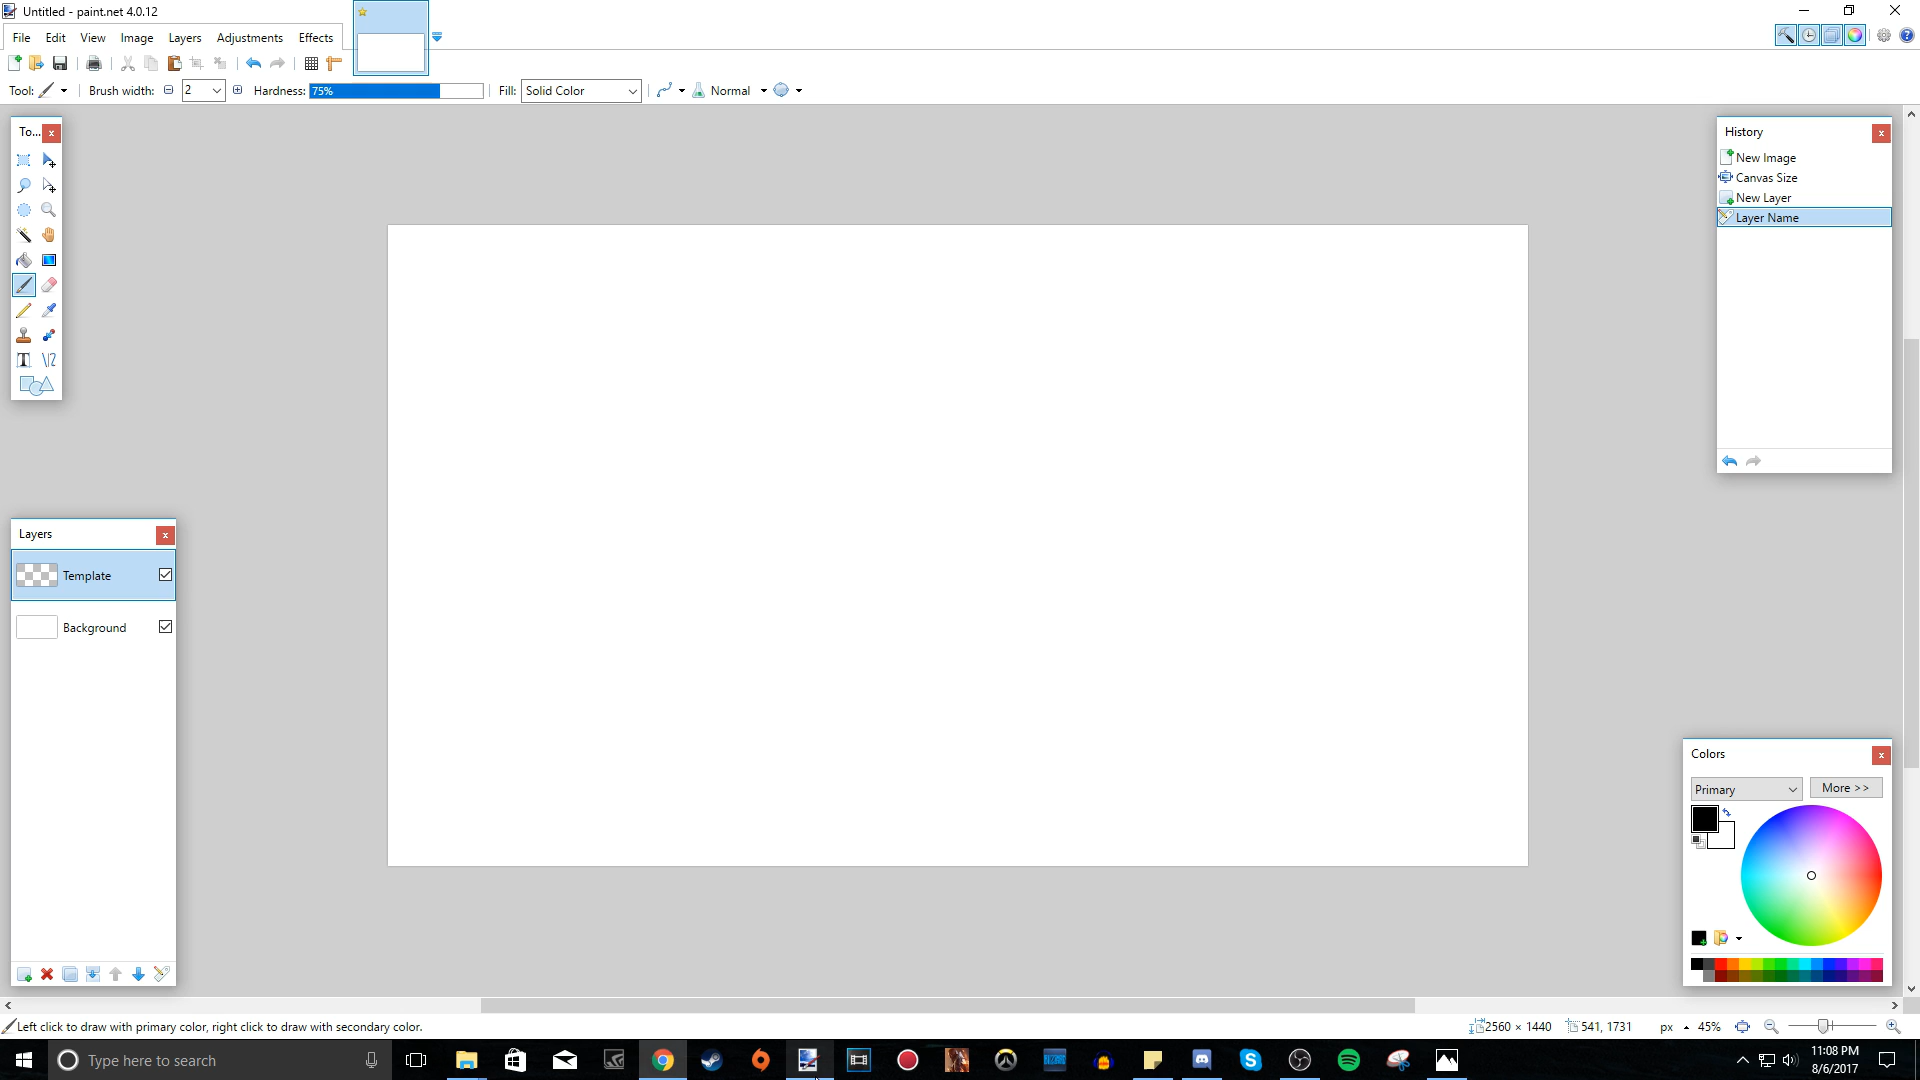 Untitled - paint.net 4.0.12
File Edit View Image Layers Adjustments Effects
Tool: Brush width: 2 Hardness: 75% Fill: Solid Color Normal
To...
History
New Image
Canvas Size
New Layer
Layer Name
Layers
Template
Background
Colors
Primary More >>
Left click to draw with primary color, right click to draw with secondary color.
2560 × 1440 541, 1731 px 45%
Type here to search
11:08 PM
8/6/2017